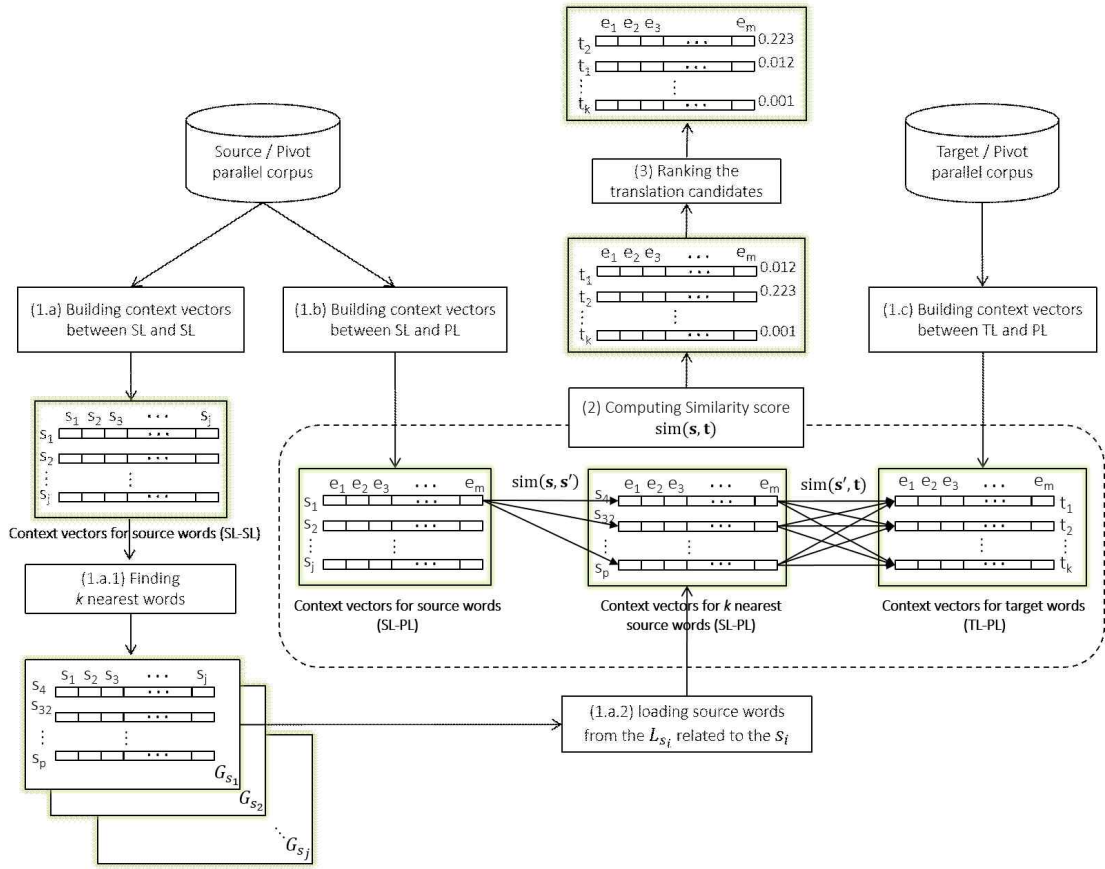 e1 e2 e3 ... em
t2 ... 0.223
t1 ... 0.012
⋮ ⋮
tk ... 0.001
Source / Pivot
parallel corpus
(3) Ranking the
translation candidates
Target / Pivot
parallel corpus
e1 e2 e3 ... em
t1 ... 0.012
t2 ... 0.223
⋮ ⋮
tk ... 0.001
(1.a) Building context vectors
between SL and SL
(1.b) Building context vectors
between SL and PL
(1.c) Building context vectors
between TL and PL
(2) Computing Similarity score
sim(s, t)
s1 s2 s3 ... sj
s1 ...
s2 ...
⋮ ⋮
sj ...
Context vectors for source words (SL-SL)
e1 e2 e3 ... em
s1 ...
s2 ...
⋮ ⋮
sj ...
Context vectors for source words
(SL-PL)
sim(s, s′)
e1 e2 e3 ... em
s4 ...
s32 ...
⋮ ⋮
sp ...
Context vectors for k nearest
source words (SL-PL)
sim(s′, t)
e1 e2 e3 ... em
... t1
... t2
⋮ ⋮
... tk
Context vectors for target words
(TL-PL)
(1.a.1) Finding
k nearest words
s1 s2 s3 ... sj
s4 ...
s32 ...
⋮ ⋮
sp ...
Gs1
Gs2
... Gsj
(1.a.2) loading source words
from the Lsi related to the si